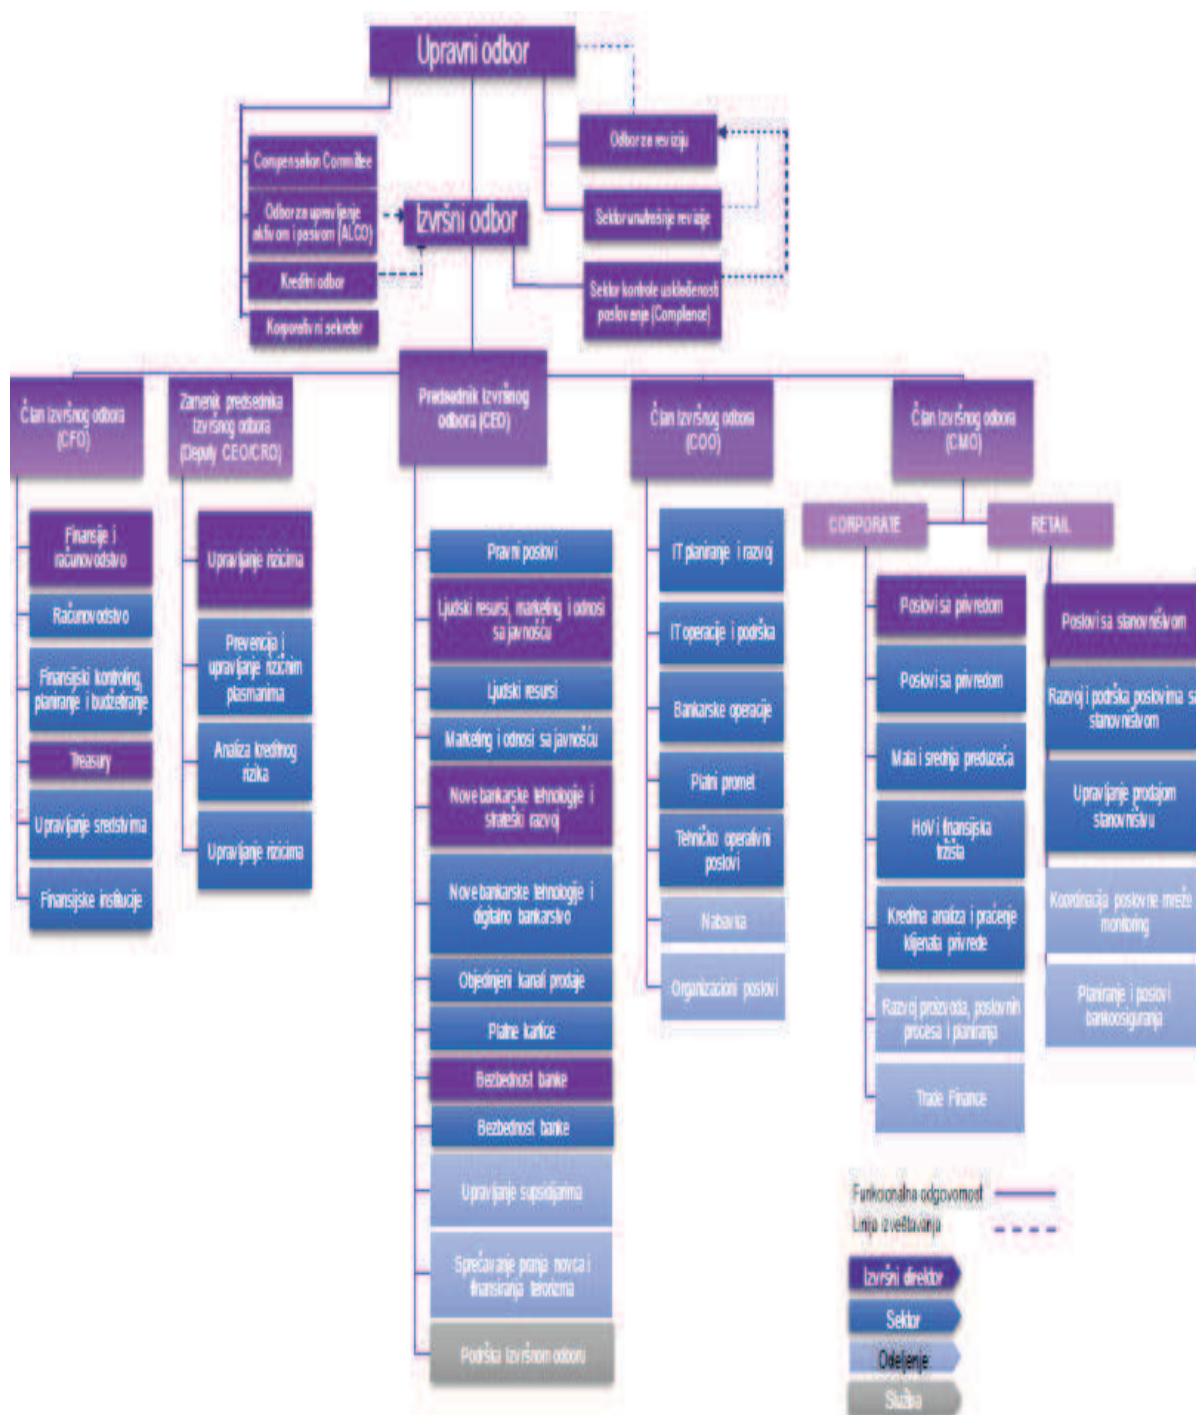 Upravni odbor
Odbor za reviziju
Compensation Committee
Odbor za upravljanje
aktivom i pasivom (ALCO)
Izvršni odbor
Sektor unutrašnje revizije
Kreditni odbor
Sektor kontrole usklađenosti
poslovanja (Compliance)
Korporativni sekretar
Član Izvršnog odbora
(CFO)
Zamenik predsednika
Izvršnog odbora
(Deputy CEO/CRO)
Predsednik Izvršnog
odbora (CEO)
Član Izvršnog odbora
(COO)
Član Izvršnog odbora
(CMO)
Finansije i
računovodstvo
Računovodstvo
Finansijski kontroling,
planiranje i budžetiranje
Treasury
Upravljanje sredstvima
Finansijske institucije
Upravljanje rizicima
Prevencija i
upravljanje rizičnim
plasmanima
Analiza kreditnog
rizika
Upravljanje rizicima
Pravni poslovi
Ljudski resursi, marketing i odnosi
sa javnošću
Ljudski resursi
Marketing i odnosi sa javnošću
Nove bankarske tehnologije i
strateški razvoj
Nove bankarske tehnologije i
digitalno bankarstvo
Objedinjeni kanali prodaje
Platne kartice
Bezbednost banke
Bezbednost banke
Upravljanje supsidijarima
Sprečavanje pranja novca i
finansiranja terorizma
Podrška Izvršnom odboru
IT planiranje i razvoj
IT operacije i podrška
Bankarske operacije
Platni promet
Tehničko operativni
poslovi
Nabavka
Organizacioni poslovi
CORPORATE
RETAIL
Poslovi sa privredom
Poslovi sa privredom
Mala i srednja preduzeća
HoV i finansijska
tržišta
Kreditna analiza i praćenje
klijenata privrede
Razvoj proizvoda, poslovnih
procesa i planiranja
Trade Finance
Poslovi sa stanovništvom
Razvoj i podrška poslovima sa
stanovništvom
Upravljanje prodajom
stanovništvu
Koordinacija poslovne mreže
monitoring
Planiranje i poslovi
bankoosiguranja
Funkcionalna odgovornost
Linija izveštavanja
Izvršni direktor
Sektor
Odeljenje
Služba